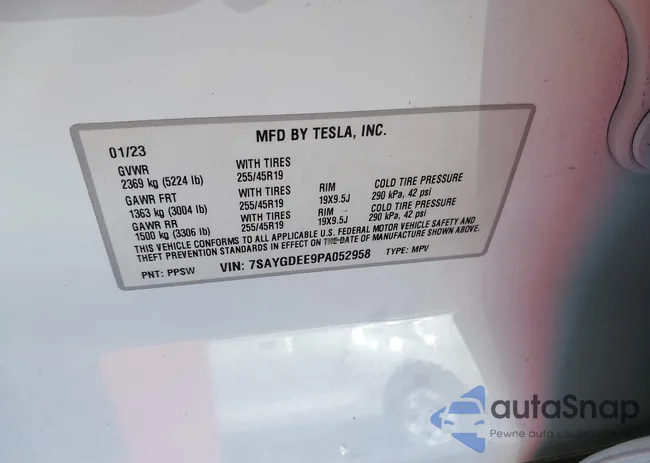 MFD BY TESLA, INC.
01/23
GVWR WITH TIRES
2369 kg (5224 lb) 255/45R19
GAWR FRT WITH TIRES RIM COLD TIRE PRESSURE
1363 kg (3004 lb) 255/45R19 19X9.5J 290 kPa, 42 psi
GAWR RR WITH TIRES RIM COLD TIRE PRESSURE
1500 kg (3306 lb) 255/45R19 19X9.5J 290 kPa, 42 psi
THIS VEHICLE CONFORMS TO ALL APPLICABLE U.S. FEDERAL MOTOR VEHICLE SAFETY AND
THEFT PREVENTION STANDARDS IN EFFECT ON THE DATE OF MANUFACTURE SHOWN ABOVE.
PNT: PPSW VIN: 7SAYGDEE9PA052958 TYPE: MPV
autaSnap
Pewne auta z